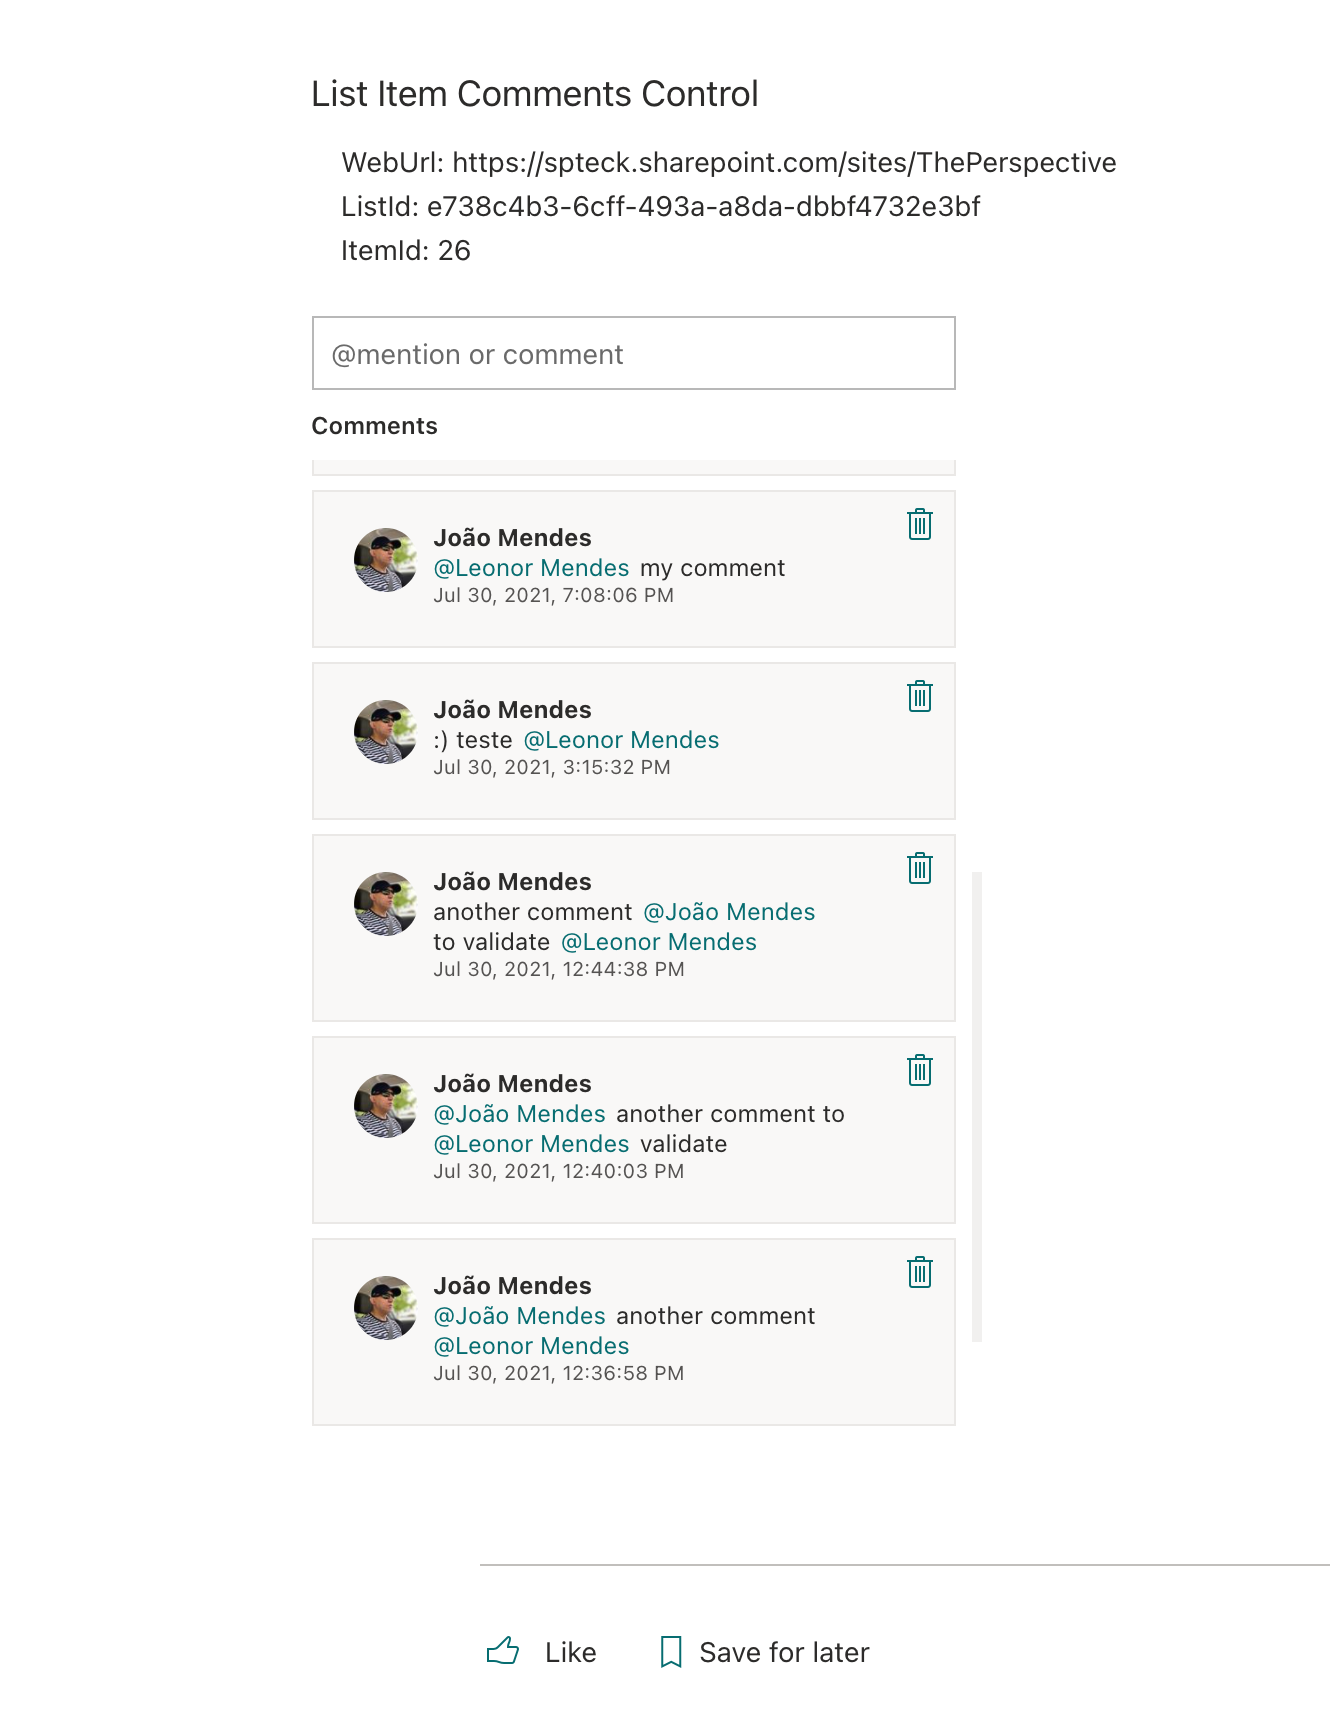 List Item Comments Control
WebUrl: https://spteck.sharepoint.com/sites/ThePerspective
ListId: e738c4b3-6cff-493a-a8da-dbbf4732e3bf
ItemId: 26
@mention or comment
Comments
João Mendes
@Leonor Mendes my comment
Jul 30, 2021, 7:08:06 PM
João Mendes
:) teste @Leonor Mendes
Jul 30, 2021, 3:15:32 PM
João Mendes
another comment @João Mendes
to validate @Leonor Mendes
Jul 30, 2021, 12:44:38 PM
João Mendes
@João Mendes another comment to
@Leonor Mendes validate
Jul 30, 2021, 12:40:03 PM
João Mendes
@João Mendes another comment
@Leonor Mendes
Jul 30, 2021, 12:36:58 PM
Like
Save for later